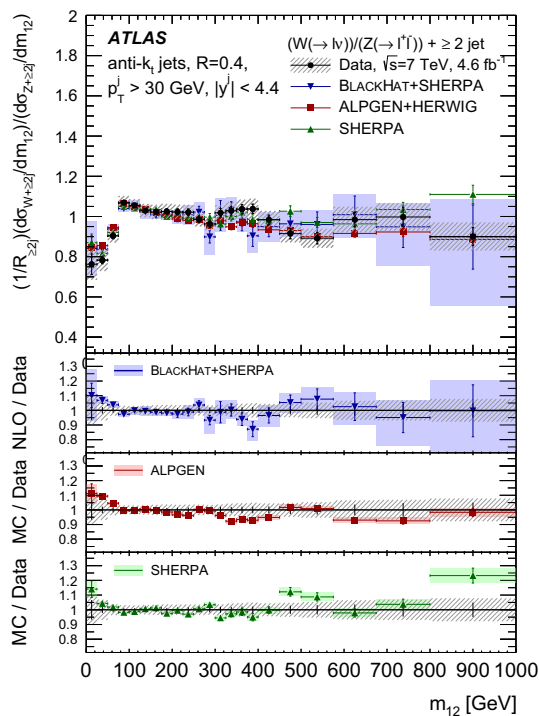 ATLAS
(W(→ lν))/(Z(→ l⁺l⁻)) + ≥ 2 jet
anti-kₜ jets, R=0.4,
p_T^j > 30 GeV, |y^j| < 4.4
Data, √s=7 TeV, 4.6 fb⁻¹
BLACKHAT+SHERPA
ALPGEN+HERWIG
SHERPA
(1/R_≥2j)(dσ_W+≥2j/dm₁₂)/(dσ_Z+≥2j/dm₁₂)
2
1.8
1.6
1.4
1.2
1
0.8
0.6
0.4
BLACKHAT+SHERPA
NLO / Data
1.3
1.2
1.1
1
0.9
0.8
ALPGEN
MC / Data
1.3
1.2
1.1
1
0.9
0.8
SHERPA
MC / Data
1.3
1.2
1.1
1
0.9
0.8
0 100 200 300 400 500 600 700 800 900 1000
m₁₂ [GeV]